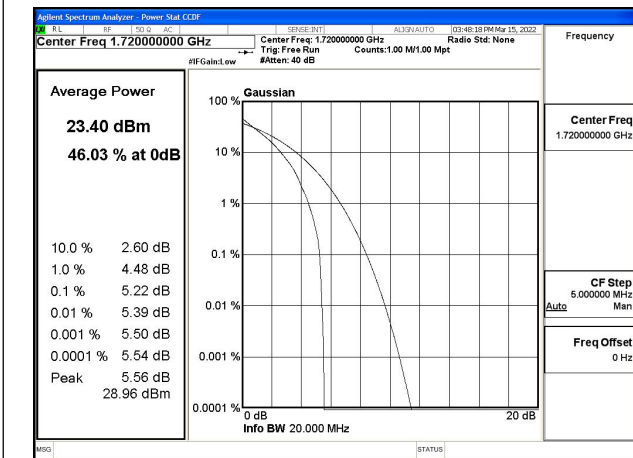 Agilent Spectrum Analyzer - Power Stat CCDF
RL RF 50 Ω AC SENSE:INT ALIGN AUTO 03:48:18 PM Mar 15, 2022
Center Freq 1.720000000 GHz
Center Freq: 1.720000000 GHz Radio Std: None
Trig: Free Run Counts:1.00 M/1.00 Mpt
#IFGain:Low #Atten: 40 dB
Frequency
Center Freq
1.720000000 GHz
CF Step
5.000000 MHz
Auto Man
Freq Offset
0 Hz
Average Power
23.40 dBm
46.03 % at 0dB
10.0 % 2.60 dB
1.0 % 4.48 dB
0.1 % 5.22 dB
0.01 % 5.39 dB
0.001 % 5.50 dB
0.0001 % 5.54 dB
Peak 5.56 dB
28.96 dBm
Gaussian
100 %
10 %
1 %
0.1 %
0.01 %
0.001 %
0.0001 %
0 dB 20 dB
Info BW 20.000 MHz
MSG STATUS